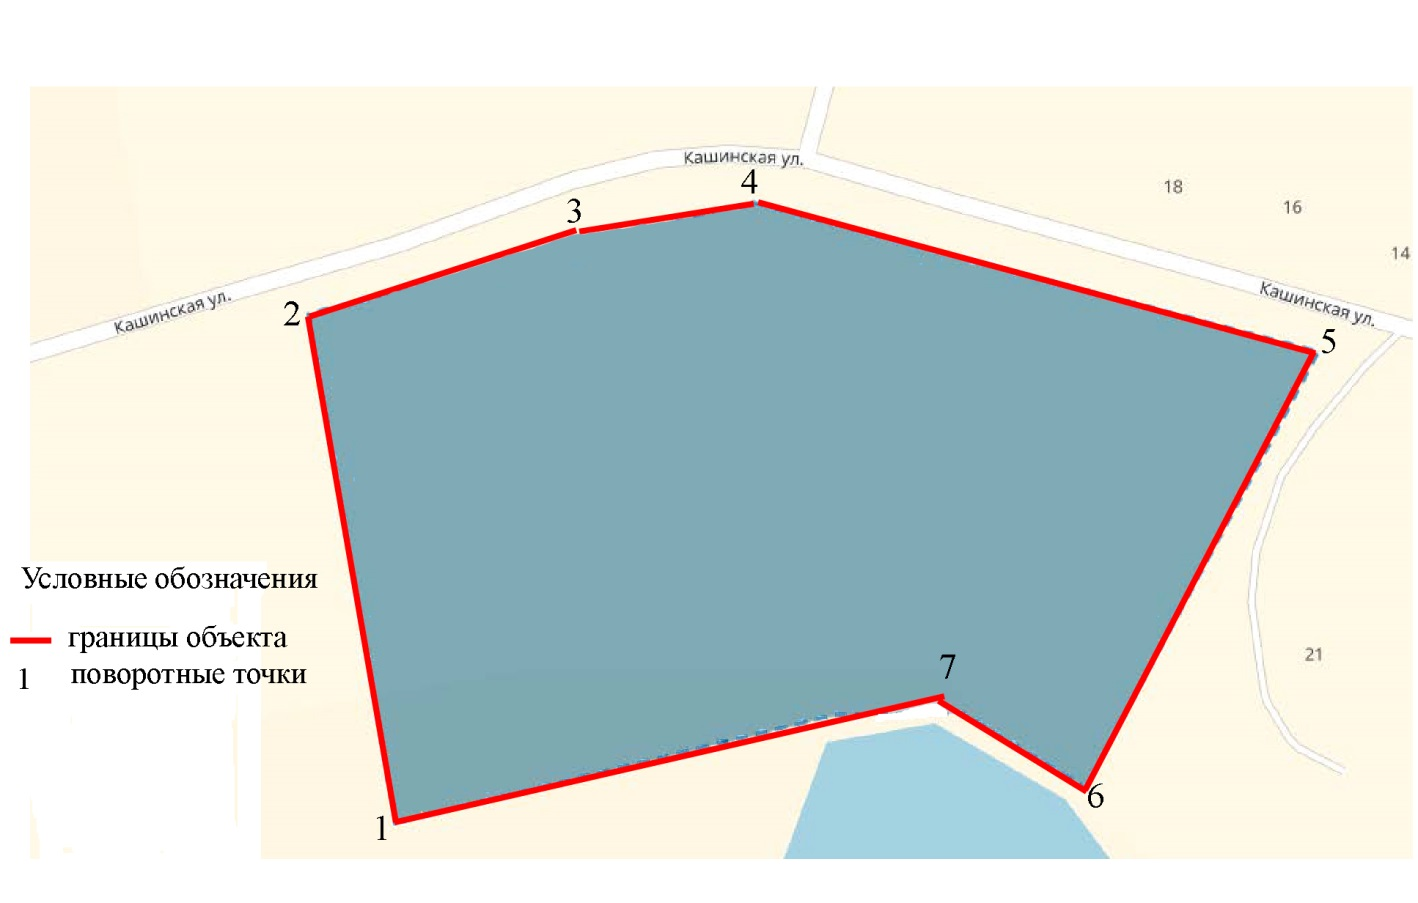 Кашинская ул.
4
18
3
16
14
Кашинская ул.
Кашинская ул.
2
5
Условные обозначения
границы объекта
1 поворотные точки
21
7
6
1